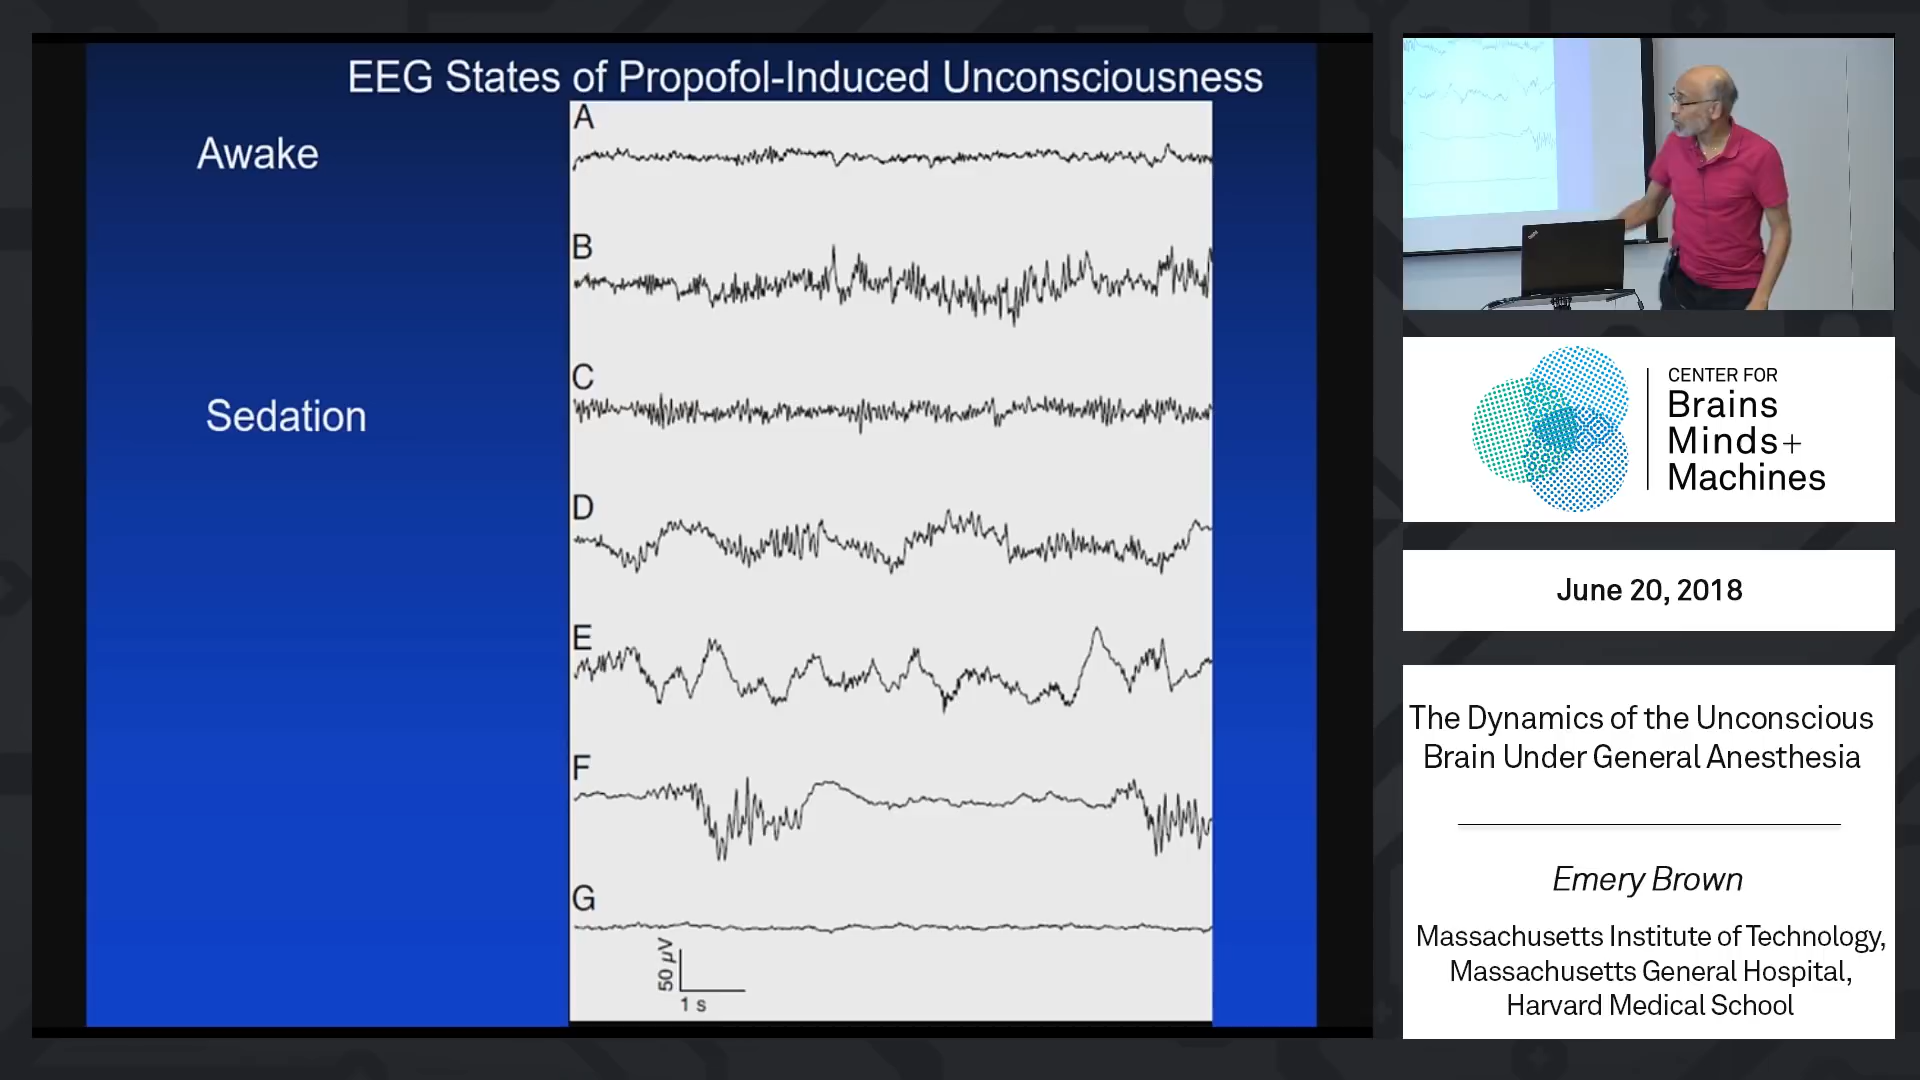 EEG States of Propofol-Induced Unconsciousness
Awake
Sedation
A
B
C
D
E
F
G
50 µV
1 s
CENTER FOR
Brains
Minds+
Machines
June 20, 2018
The Dynamics of the Unconscious
Brain Under General Anesthesia
Emery Brown
Massachusetts Institute of Technology,
Massachusetts General Hospital,
Harvard Medical School